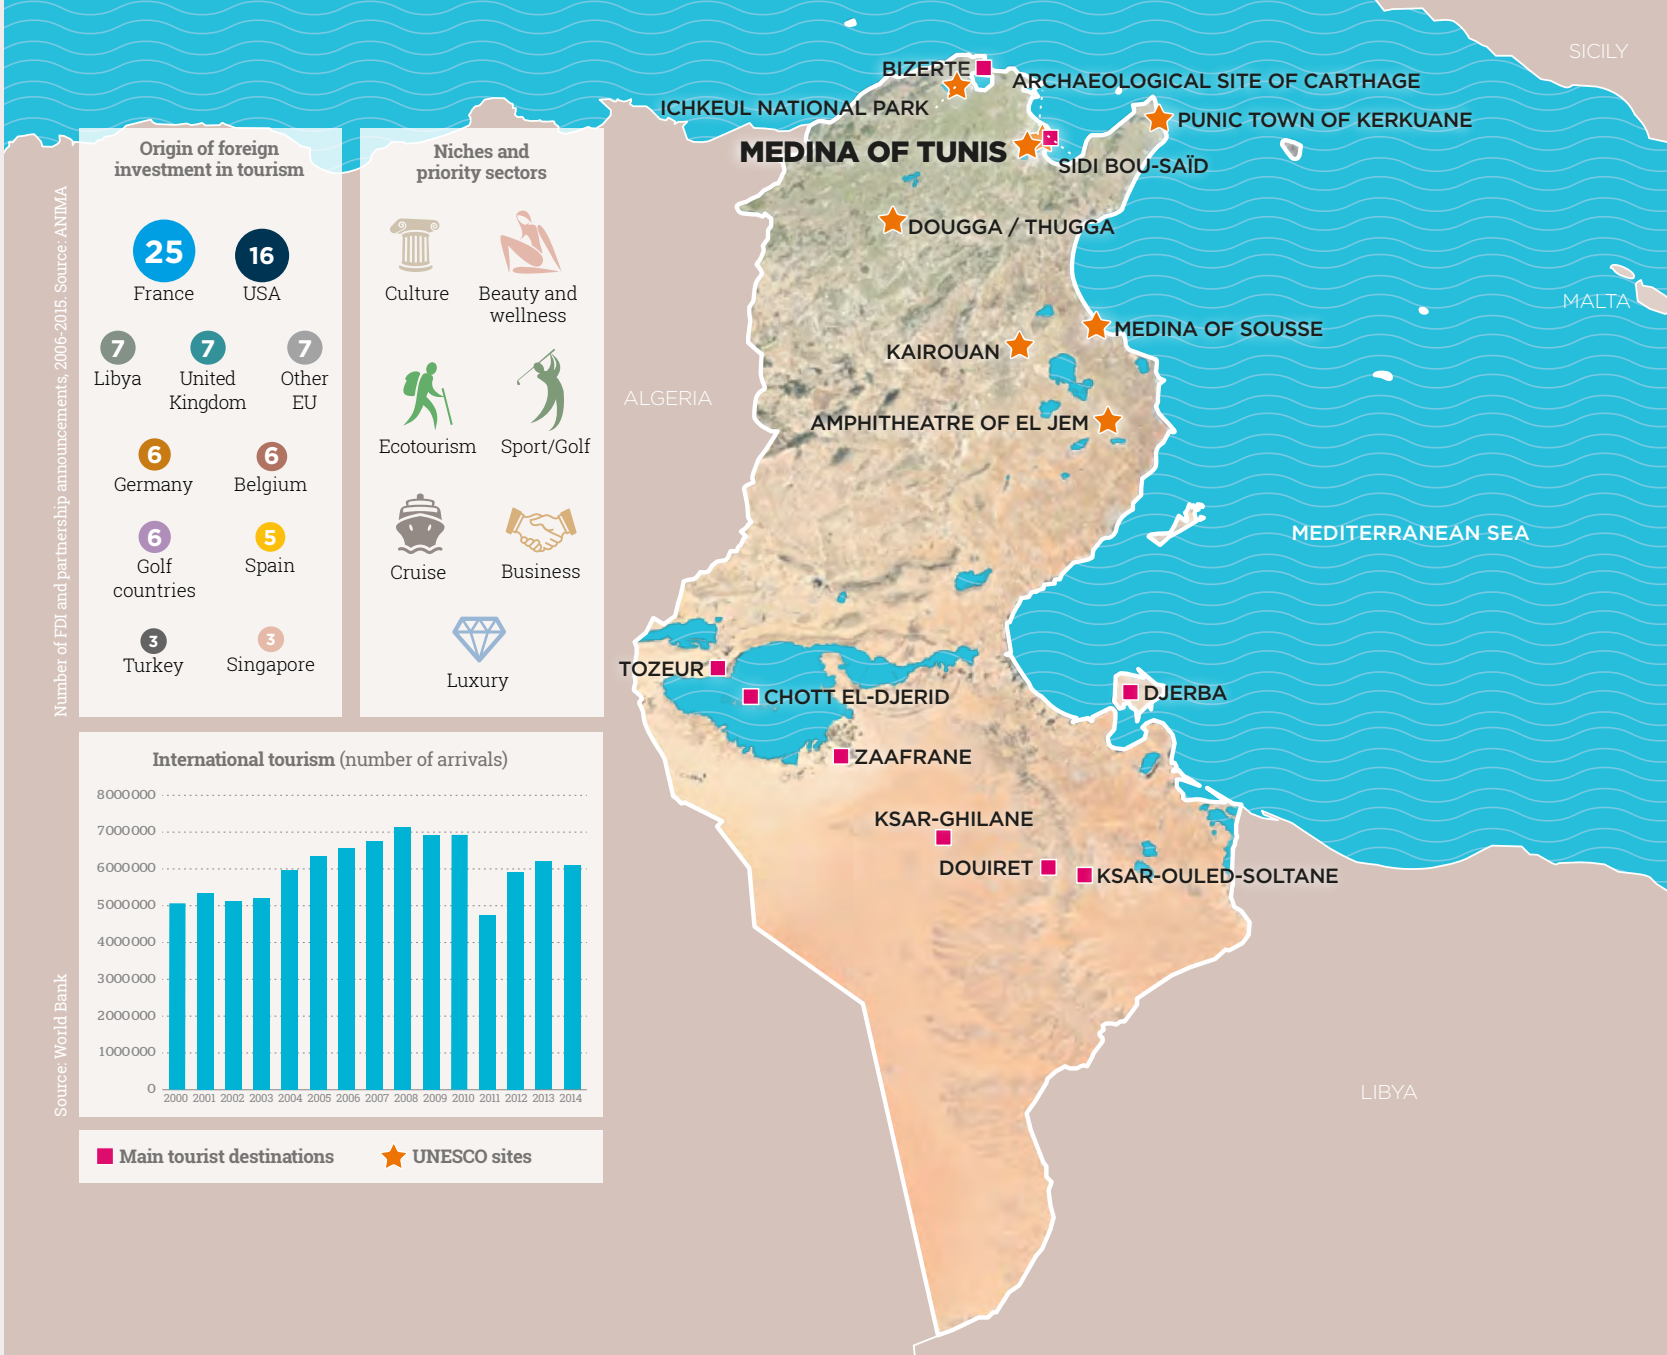 Number of FDI and partnership announcements, 2006-2015. Source: ANIMA
Origin of foreign
investment in tourism
25
France
16
USA
7
Libya
7
United
Kingdom
7
Other
EU
6
Germany
6
Belgium
6
Golf
countries
5
Spain
3
Turkey
3
Singapore
Niches and
priority sectors
Culture
Beauty and
wellness
Ecotourism
Sport/Golf
Cruise
Business
Luxury
Source: World Bank
International tourism (number of arrivals)
8000000
7000000
6000000
5000000
4000000
3000000
2000000
1000000
0
2000 2001 2002 2003 2004 2005 2006 2007 2008 2009 2010 2011 2012 2013 2014
Main tourist destinations
UNESCO sites
SICILY
BIZERTE
ARCHAEOLOGICAL SITE OF CARTHAGE
ICHKEUL NATIONAL PARK
PUNIC TOWN OF KERKUANE
MEDINA OF TUNIS
SIDI BOU-SAÏD
DOUGGA / THUGGA
MALTA
MEDINA OF SOUSSE
KAIROUAN
ALGERIA
AMPHITHEATRE OF EL JEM
MEDITERRANEAN SEA
TOZEUR
CHOTT EL-DJERID
DJERBA
ZAAFRANE
KSAR-GHILANE
DOUIRET
KSAR-OULED-SOLTANE
LIBYA